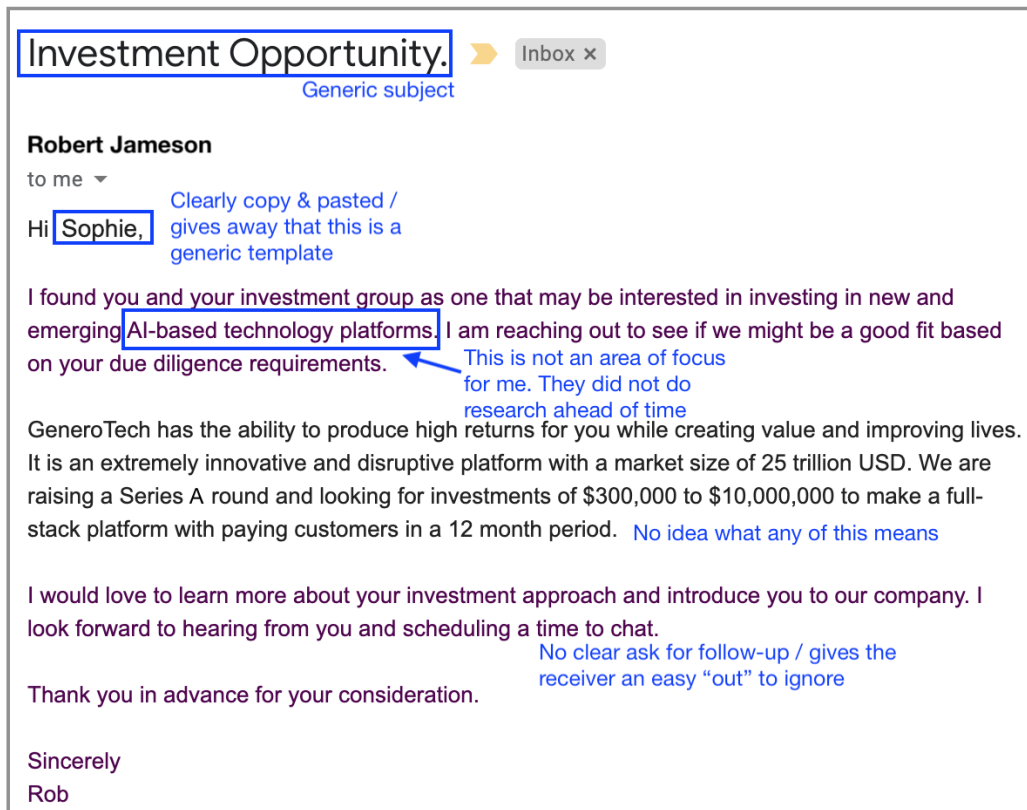 Investment Opportunity.
Inbox ×
Generic subject
Robert Jameson
to me
Clearly copy & pasted /
gives away that this is a
generic template
Hi Sophie,
I found you and your investment group as one that may be interested in investing in new and
emerging AI-based technology platforms. I am reaching out to see if we might be a good fit based
on your due diligence requirements.
This is not an area of focus
for me. They did not do
research ahead of time
GeneroTech has the ability to produce high returns for you while creating value and improving lives.
It is an extremely innovative and disruptive platform with a market size of 25 trillion USD. We are
raising a Series A round and looking for investments of $300,000 to $10,000,000 to make a full-
stack platform with paying customers in a 12 month period.
No idea what any of this means
I would love to learn more about your investment approach and introduce you to our company. I
look forward to hearing from you and scheduling a time to chat.
No clear ask for follow-up / gives the
receiver an easy “out” to ignore
Thank you in advance for your consideration.
Sincerely
Rob